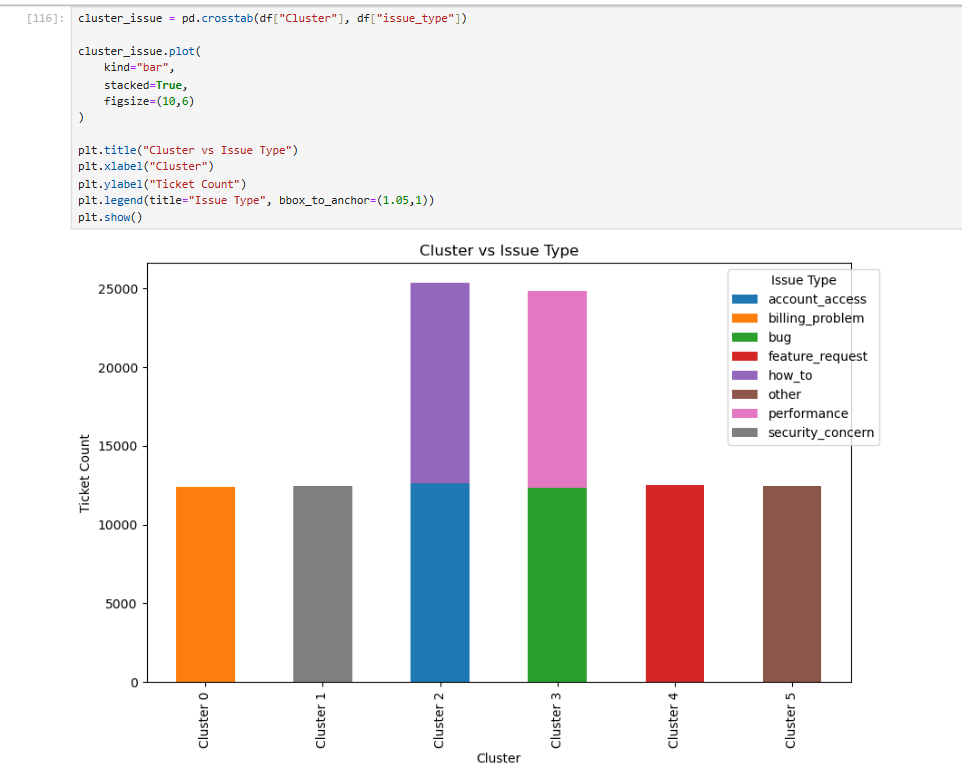 [116]: cluster_issue = pd.crosstab(df["Cluster"], df["issue_type"])
cluster_issue.plot(
    kind="bar",
    stacked=True,
    figsize=(10,6)
)
plt.title("Cluster vs Issue Type")
plt.xlabel("Cluster")
plt.ylabel("Ticket Count")
plt.legend(title="Issue Type", bbox_to_anchor=(1.05,1))
plt.show()
Cluster vs Issue Type
Issue Type
account_access
billing_problem
bug
feature_request
how_to
other
performance
security_concern
Ticket Count
25000
20000
15000
10000
5000
0
Cluster 0
Cluster 1
Cluster 2
Cluster 3
Cluster 4
Cluster 5
Cluster